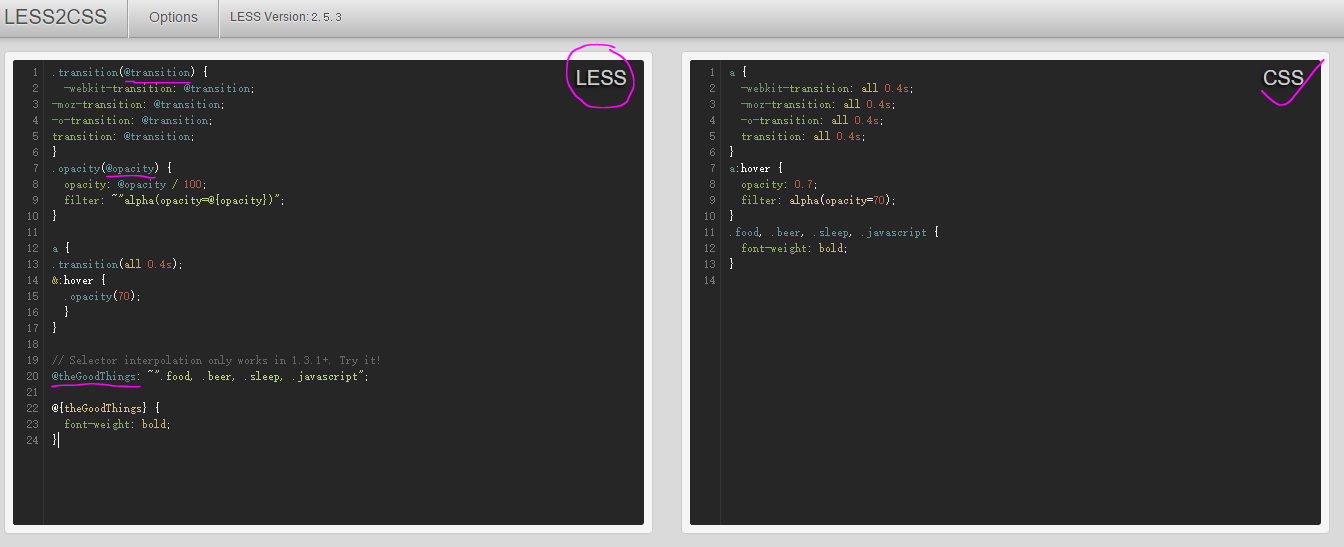 LESS2CSS Options LESS Version: 2.5.3
LESS
1 .transition(@transition) {
2 -webkit-transition: @transition;
3 -moz-transition: @transition;
4 -o-transition: @transition;
5 transition: @transition;
6 }
7 .opacity(@opacity) {
8 opacity: @opacity / 100;
9 filter: ~"alpha(opacity=@{opacity})";
10 }
11
12 a {
13 .transition(all 0.4s);
14 &:hover {
15 .opacity(70);
16 }
17 }
18
19 // Selector interpolation only works in 1.3.1+. Try it!
20 @theGoodThings: ~".food, .beer, .sleep, .javascript";
21
22 @{theGoodThings} {
23 font-weight: bold;
24 }
CSS
1 a {
2 -webkit-transition: all 0.4s;
3 -moz-transition: all 0.4s;
4 -o-transition: all 0.4s;
5 transition: all 0.4s;
6 }
7 a:hover {
8 opacity: 0.7;
9 filter: alpha(opacity=70);
10 }
11 .food, .beer, .sleep, .javascript {
12 font-weight: bold;
13 }
14